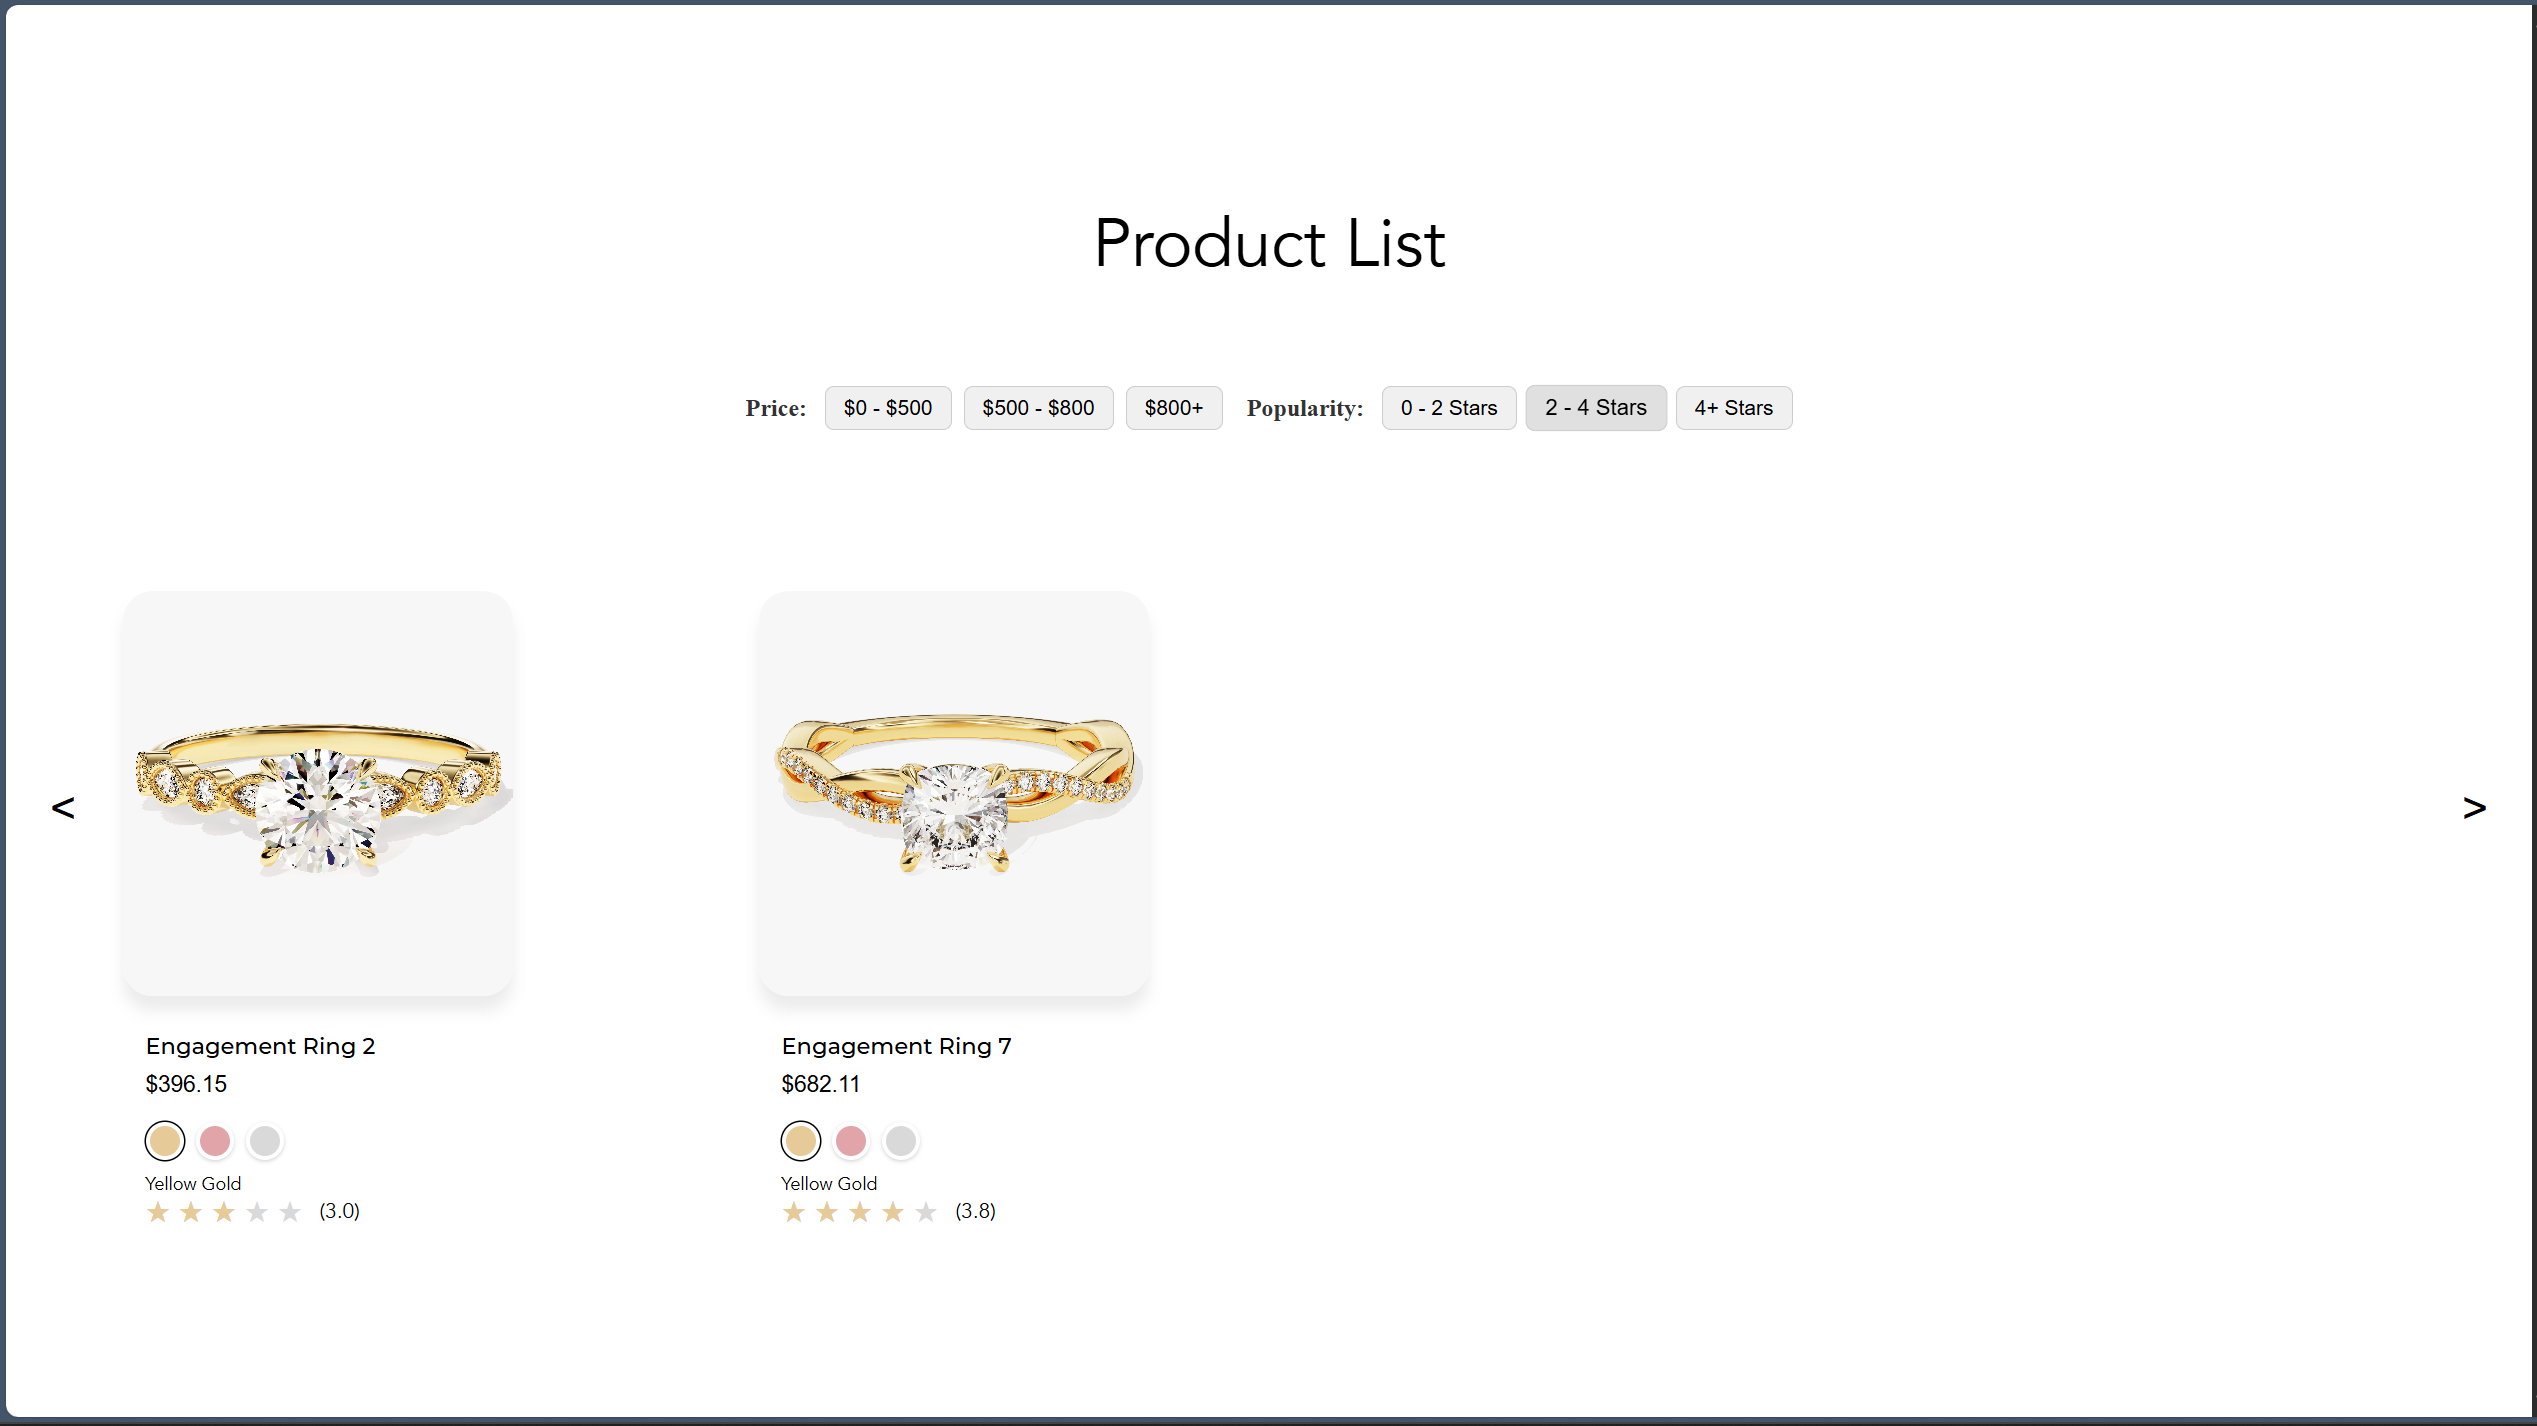 Product List
Price: $0 - $500 $500 - $800 $800+ Popularity: 0 - 2 Stars 2 - 4 Stars 4+ Stars
< >
Engagement Ring 2
$396.15
Yellow Gold
★★★★★ (3.0)
Engagement Ring 7
$682.11
Yellow Gold
★★★★★ (3.8)